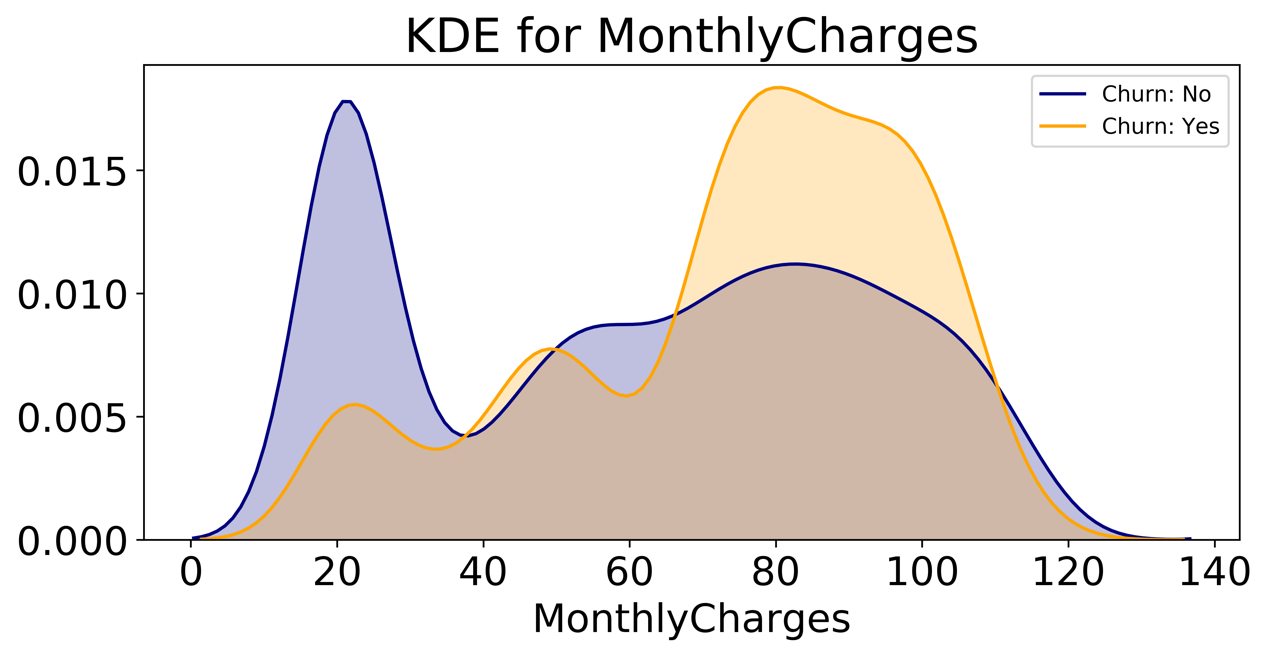 KDE for MonthlyCharges
Churn: No
Churn: Yes
0.015
0.010
0.005
0.000
0 20 40 60 80 100 120 140
MonthlyCharges